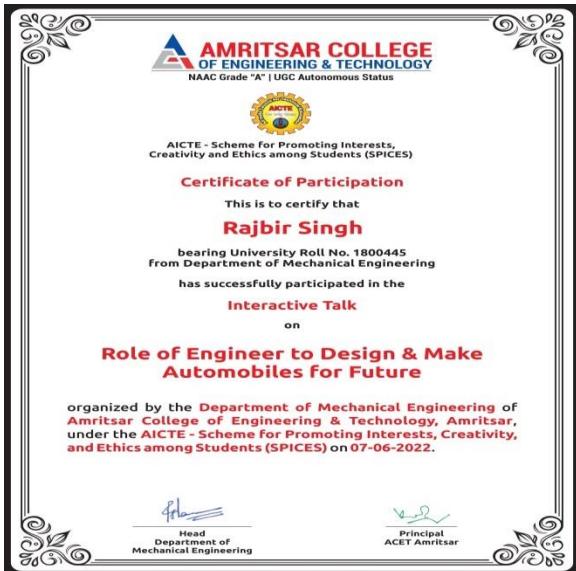 AMRITSAR COLLEGE
OF ENGINEERING & TECHNOLOGY
NAAC Grade "A" | UGC Autonomous Status
AICTE
AICTE - Scheme for Promoting Interests,
Creativity and Ethics among Students (SPICES)
Certificate of Participation
This is to certify that
Rajbir Singh
bearing University Roll No. 1800445
from Department of Mechanical Engineering
has successfully participated in the
Interactive Talk
on
Role of Engineer to Design & Make
Automobiles for Future
organized by the Department of Mechanical Engineering of
Amritsar College of Engineering & Technology, Amritsar,
under the AICTE - Scheme for Promoting Interests, Creativity,
and Ethics among Students (SPICES) on 07-06-2022.
Head
Department of
Mechanical Engineering
Principal
ACET Amritsar